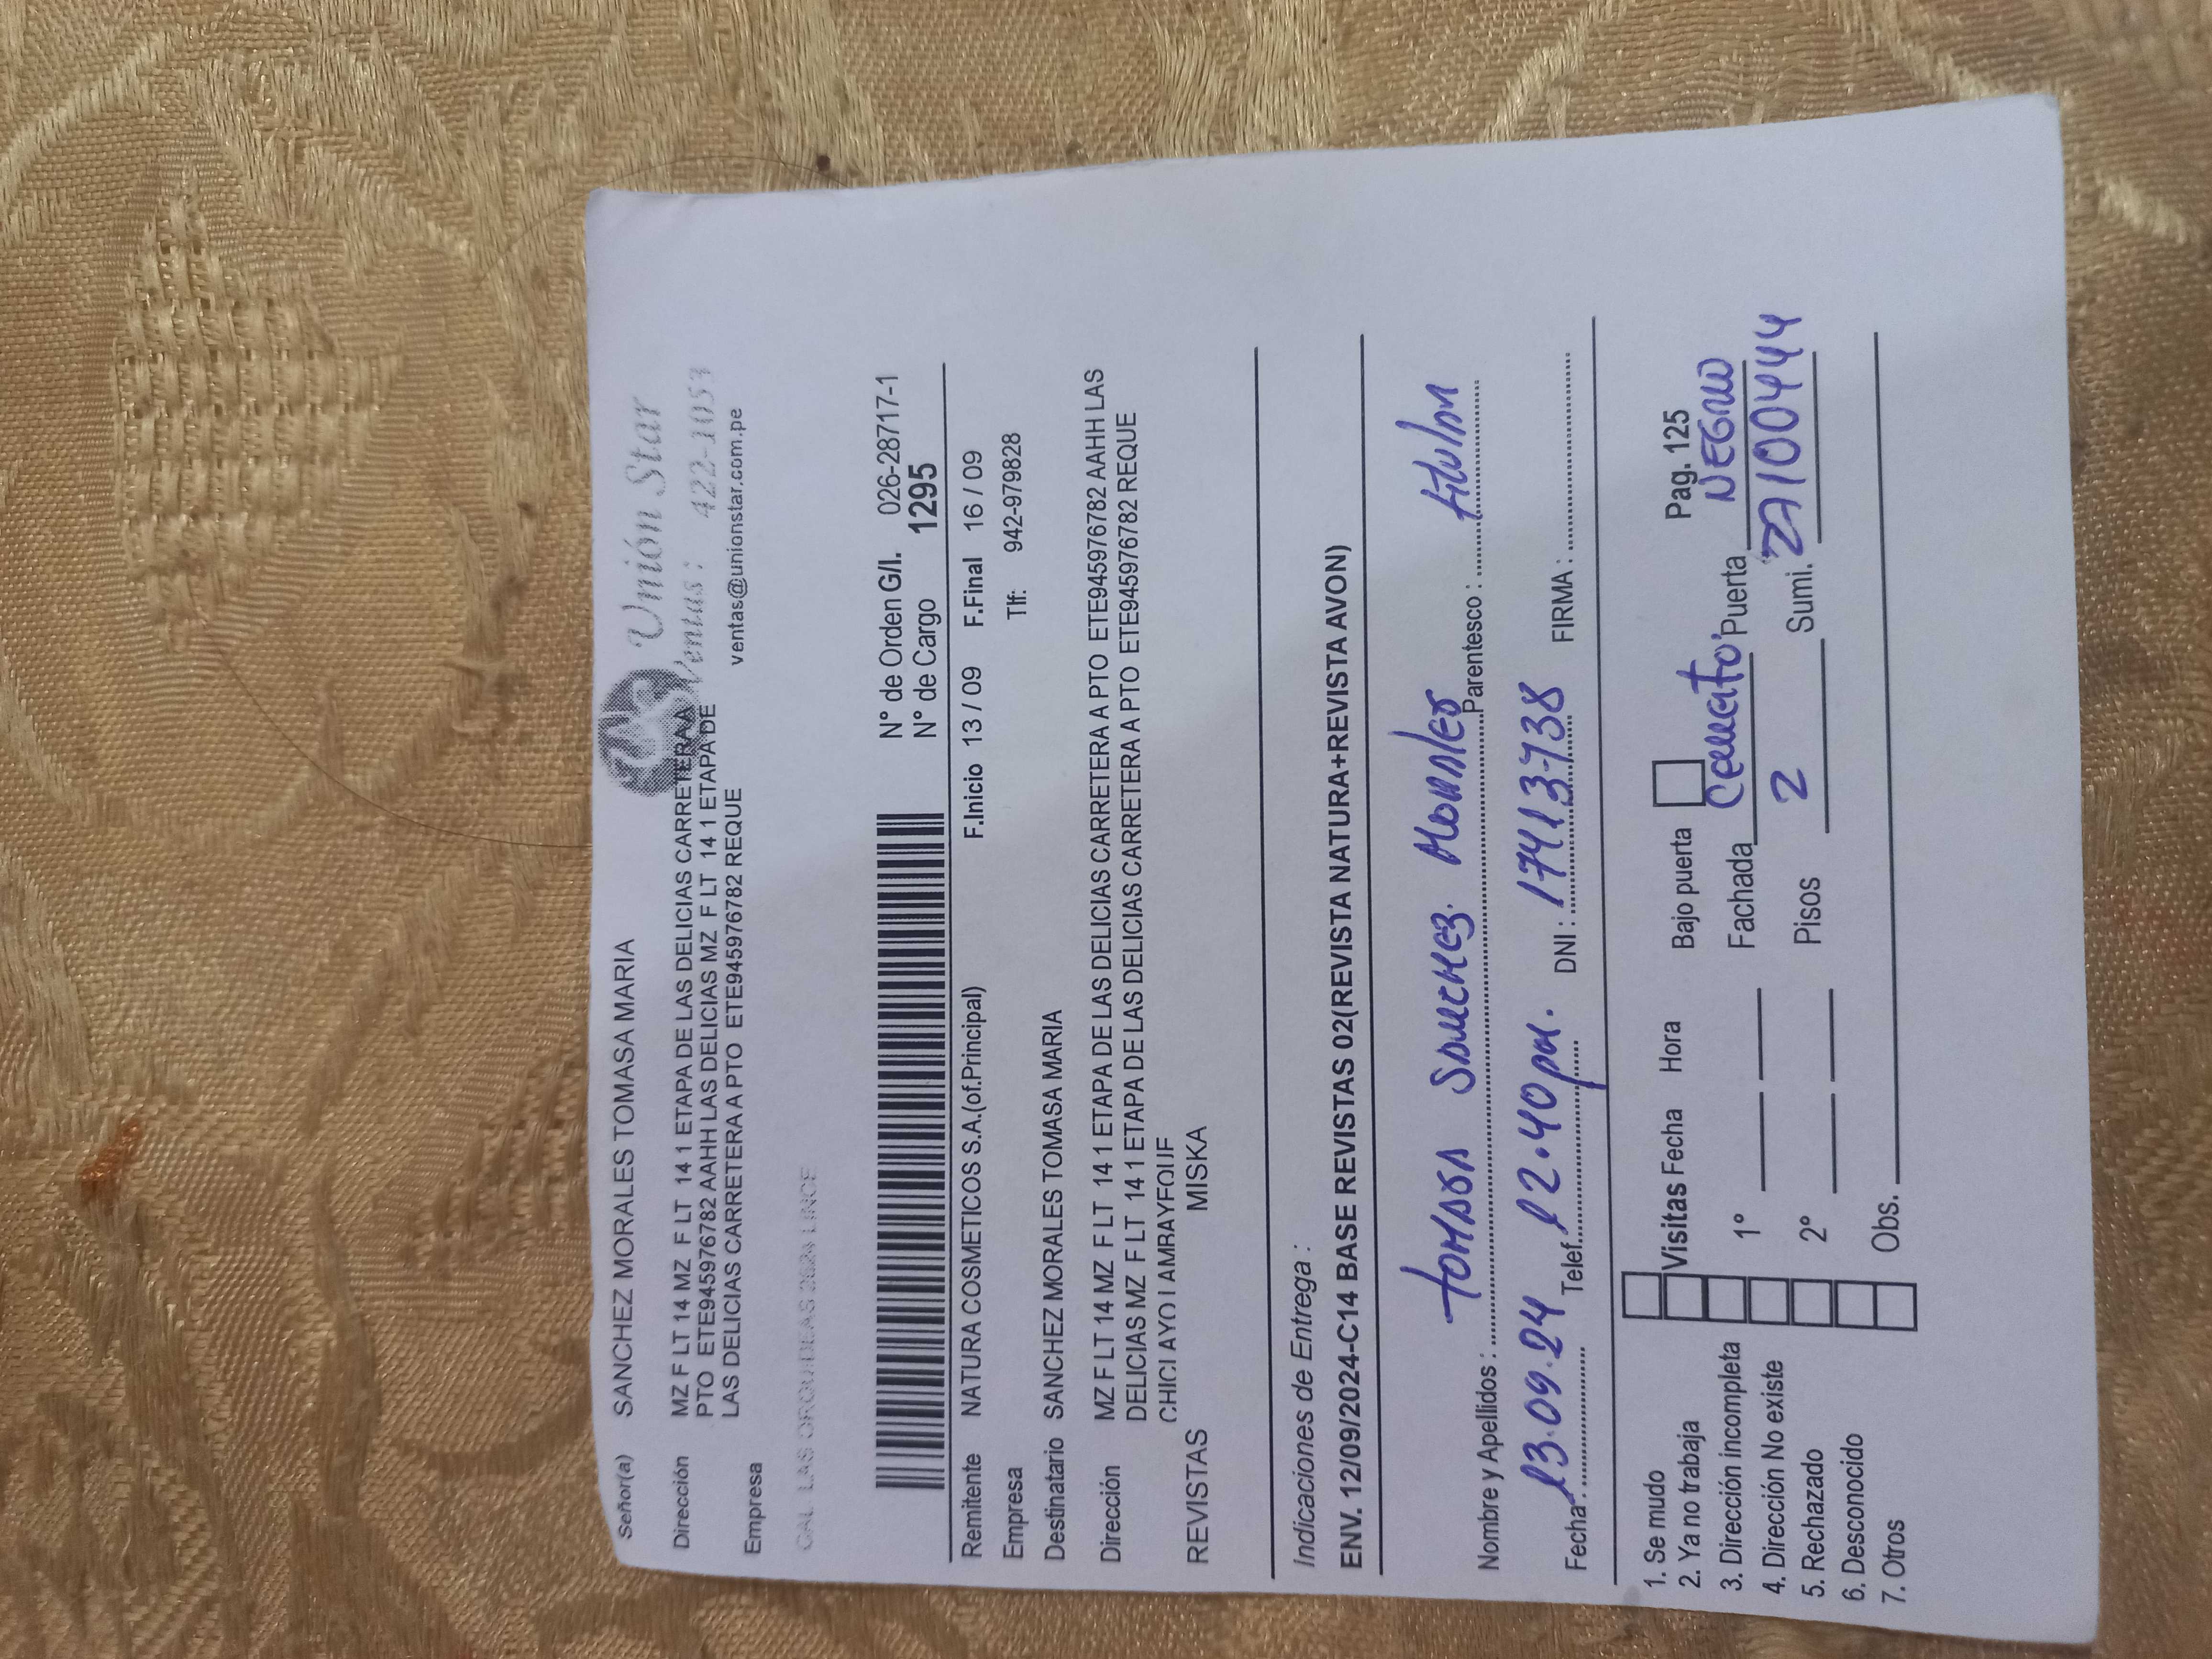 Señor(a) SANCHEZ MORALES TOMASA MARIA
Unión Star
Ventas: 422-1053
ventas@unionstar.com.pe
Dirección MZ F LT 14 MZ F LT 14 1 ETAPA DE LAS DELICIAS CARRETERAA
PTO ETE945976782 AAHH LAS DELICIAS MZ F LT 14 1 ETAPA DE
LAS DELICIAS CARRETERA A PTO ETE945976782 REQUE
Empresa
CAL LAS ORQUIDEAS 2624 LINCE
N° de Orden G/I. 026-28717-1
N° de Cargo 1295
Remitente NATURA COSMETICOS S.A.(of.Principal) F.Inicio 13 / 09 F.Final 16 / 09
Empresa Tlf: 942-979828
Destinatario SANCHEZ MORALES TOMASA MARIA
Dirección MZ F LT 14 MZ F LT 14 1 ETAPA DE LAS DELICIAS CARRETERA A PTO ETE945976782 AAHH LAS
DELICIAS MZ F LT 14 1 ETAPA DE LAS DELICIAS CARRETERA A PTO ETE945976782 REQUE
REVISTAS MISKA
Indicaciones de Entrega :
ENV. 12/09/2024-C14 BASE REVISTAS 02(REVISTA NATURA+REVISTA AVON)
Nombre y Apellidos : Tomasa Sanchez Morales Parentesco : titular
Fecha : 13.09.24 Telef. 12.40pm. DNI : 17413738 FIRMA :
1. Se mudo
2. Ya no trabaja
3. Dirección incompleta
4. Dirección No existe
5. Rechazado
6. Desconocido
7. Otros
Visitas Fecha Hora Bajo puerta Pag. 125
1° Fachada Cemento Puerta NEGRO
2° Pisos 2 Sumi. 27100444
Obs.